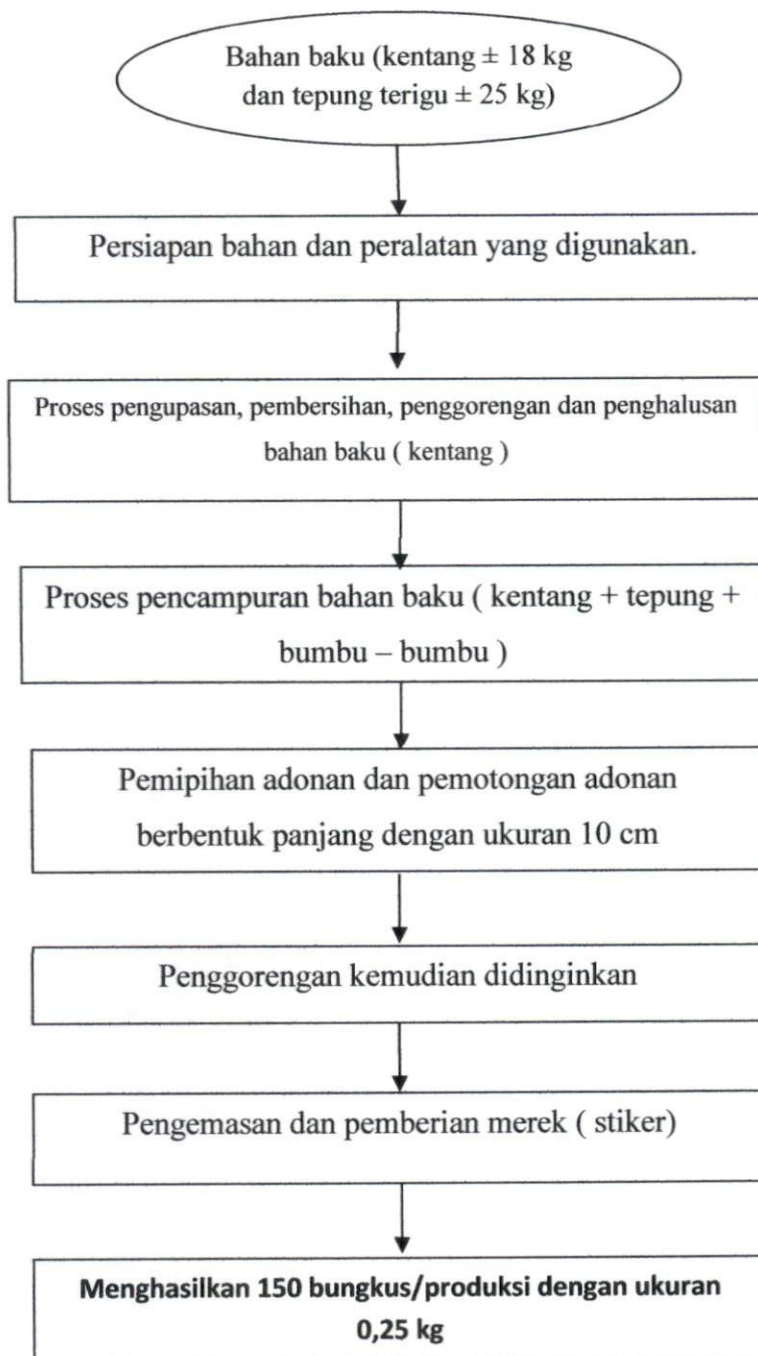 Bahan baku (kentang ± 18 kg
dan tepung terigu ± 25 kg)
Persiapan bahan dan peralatan yang digunakan.
Proses pengupasan, pembersihan, penggorengan dan penghalusan
bahan baku ( kentang )
Proses pencampuran bahan baku ( kentang + tepung +
bumbu – bumbu )
Pemipihan adonan dan pemotongan adonan
berbentuk panjang dengan ukuran 10 cm
Penggorengan kemudian didinginkan
Pengemasan dan pemberian merek ( stiker)
Menghasilkan 150 bungkus/produksi dengan ukuran
0,25 kg